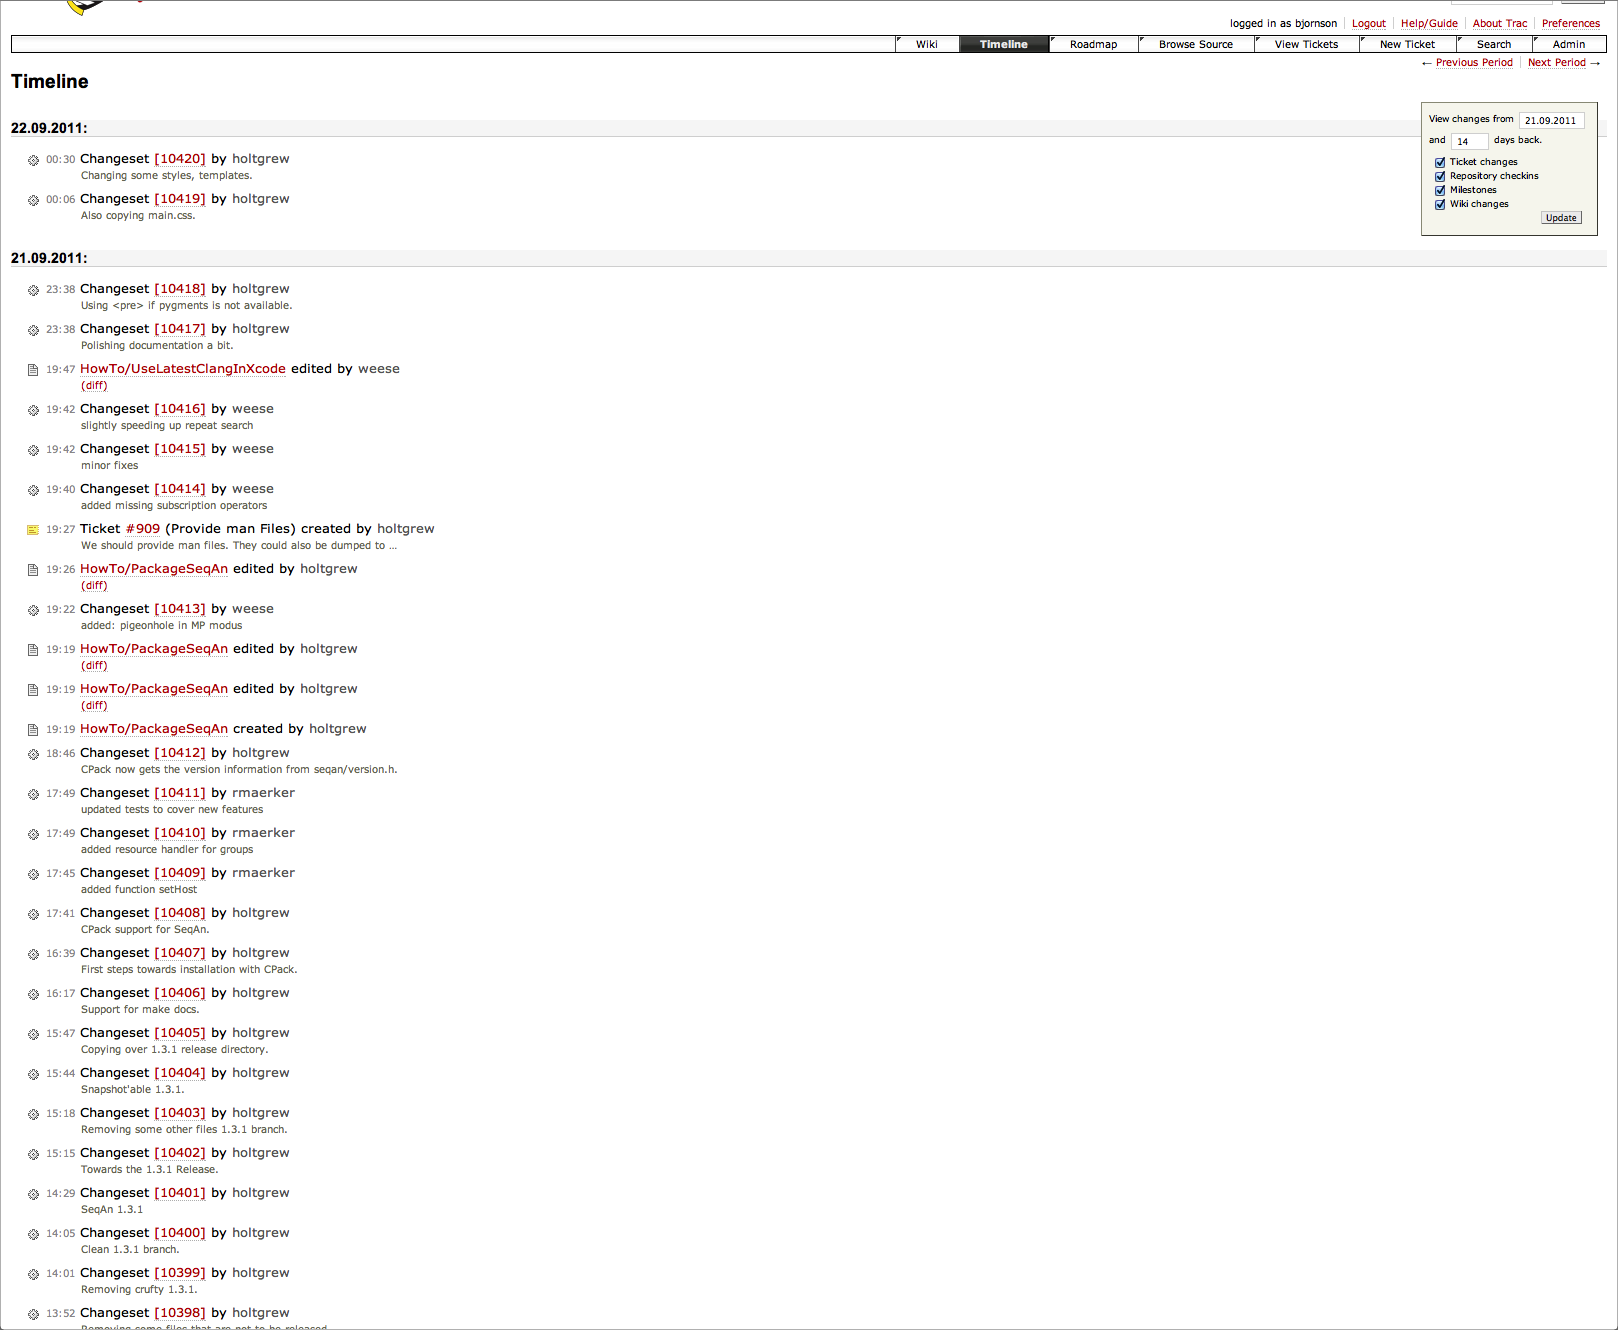 logged in as bjornson Logout Help/Guide About Trac Preferences
Wiki Timeline Roadmap Browse Source View Tickets New Ticket Search Admin
← Previous Period Next Period →
Timeline
View changes from 21.09.2011
and 14 days back.
Ticket changes
Repository checkins
Milestones
Wiki changes
Update
22.09.2011:
00:30 Changeset [10420] by holtgrew
Changing some styles, templates.
00:06 Changeset [10419] by holtgrew
Also copying main.css.
21.09.2011:
23:38 Changeset [10418] by holtgrew
Using <pre> if pygments is not available.
23:38 Changeset [10417] by holtgrew
Polishing documentation a bit.
19:47 HowTo/UseLatestClangInXcode edited by weese
(diff)
19:42 Changeset [10416] by weese
slightly speeding up repeat search
19:42 Changeset [10415] by weese
minor fixes
19:40 Changeset [10414] by weese
added missing subscription operators
19:27 Ticket #909 (Provide man Files) created by holtgrew
We should provide man files. They could also be dumped to …
19:26 HowTo/PackageSeqAn edited by holtgrew
(diff)
19:22 Changeset [10413] by weese
added: pigeonhole in MP modus
19:19 HowTo/PackageSeqAn edited by holtgrew
(diff)
19:19 HowTo/PackageSeqAn edited by holtgrew
(diff)
19:19 HowTo/PackageSeqAn created by holtgrew
18:46 Changeset [10412] by holtgrew
CPack now gets the version information from seqan/version.h.
17:49 Changeset [10411] by rmaerker
updated tests to cover new features
17:49 Changeset [10410] by rmaerker
added resource handler for groups
17:45 Changeset [10409] by rmaerker
added function setHost
17:41 Changeset [10408] by holtgrew
CPack support for SeqAn.
16:39 Changeset [10407] by holtgrew
First steps towards installation with CPack.
16:17 Changeset [10406] by holtgrew
Support for make docs.
15:47 Changeset [10405] by holtgrew
Copying over 1.3.1 release directory.
15:44 Changeset [10404] by holtgrew
Snapshot'able 1.3.1.
15:18 Changeset [10403] by holtgrew
Removing some other files 1.3.1 branch.
15:15 Changeset [10402] by holtgrew
Towards the 1.3.1 Release.
14:29 Changeset [10401] by holtgrew
SeqAn 1.3.1
14:05 Changeset [10400] by holtgrew
Clean 1.3.1 branch.
14:01 Changeset [10399] by holtgrew
Removing crufty 1.3.1.
13:52 Changeset [10398] by holtgrew
Removing some files that are not to be released